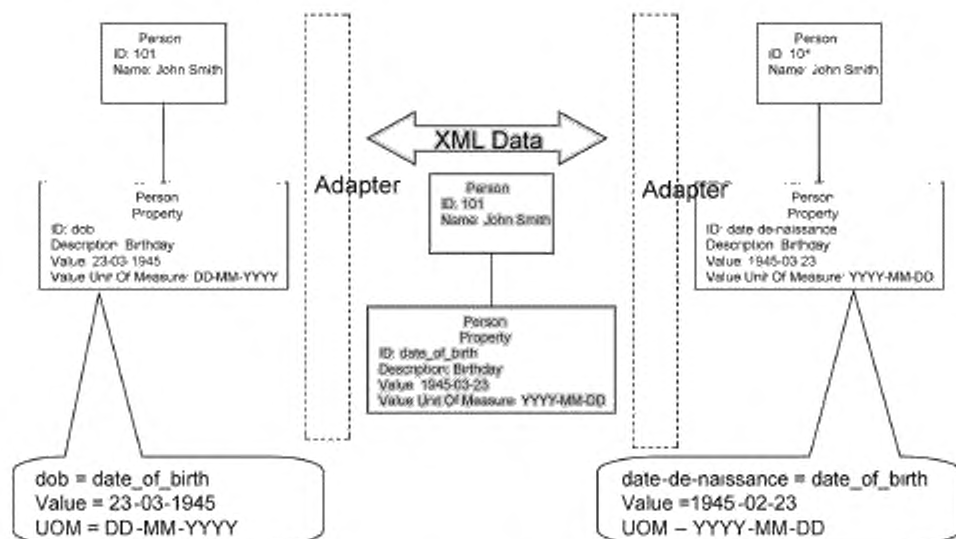 Person
ID: 101
Name: John Smith
Person
Property
ID: dob
Description: Birthday
Value: 23-03-1945
Value Unit Of Measure: DD-MM-YYYY
dob = date_of_birth
Value = 23-03-1945
UOM = DD-MM-YYYY
Adapter
XML Data
Person
ID: 101
Name: John Smith
Person
Property
ID: date_of_birth
Description: Birthday
Value: 1945-03-23
Value Unit Of Measure: YYYY-MM-DD
Adapter
Person
ID: 10*
Name: John Smith
Person
Property
ID: date-de-naissance
Description: Birthday
Value: 1945-03-23
Value Unit Of Measure: YYYY-MM-DD
date-de-naissance = date_of_birth
Value =1945-02-23
UOM – YYYY-MM-DD